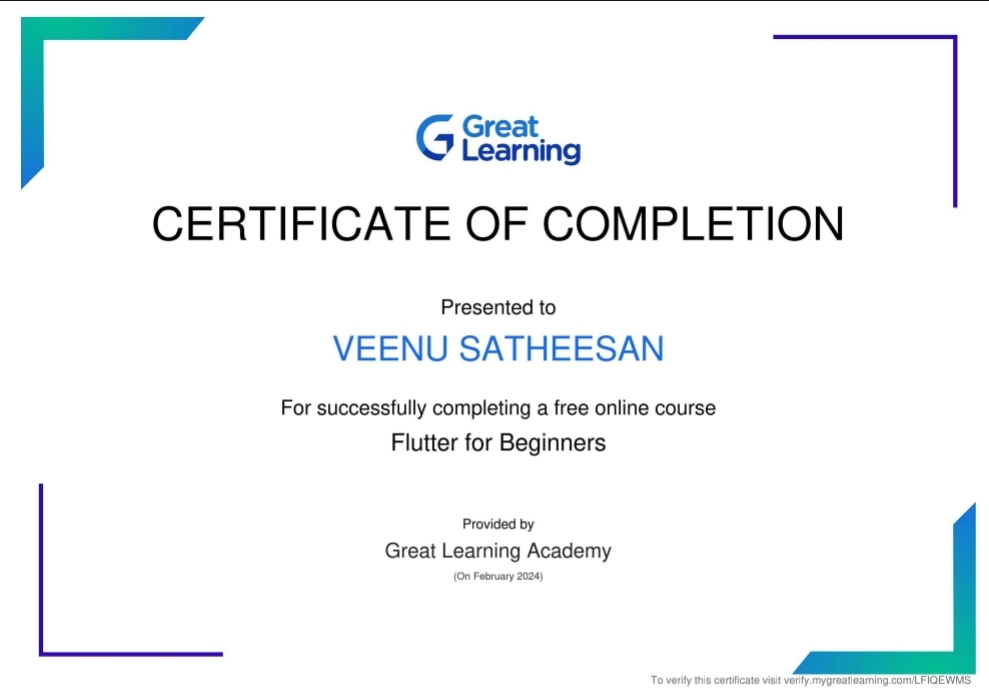 Great
Learning
CERTIFICATE OF COMPLETION
Presented to
VEENU SATHEESAN
For successfully completing a free online course
Flutter for Beginners
Provided by
Great Learning Academy
(On February 2024)
To verify this certificate visit verify.mygreatlearning.com/LFIQEWMS